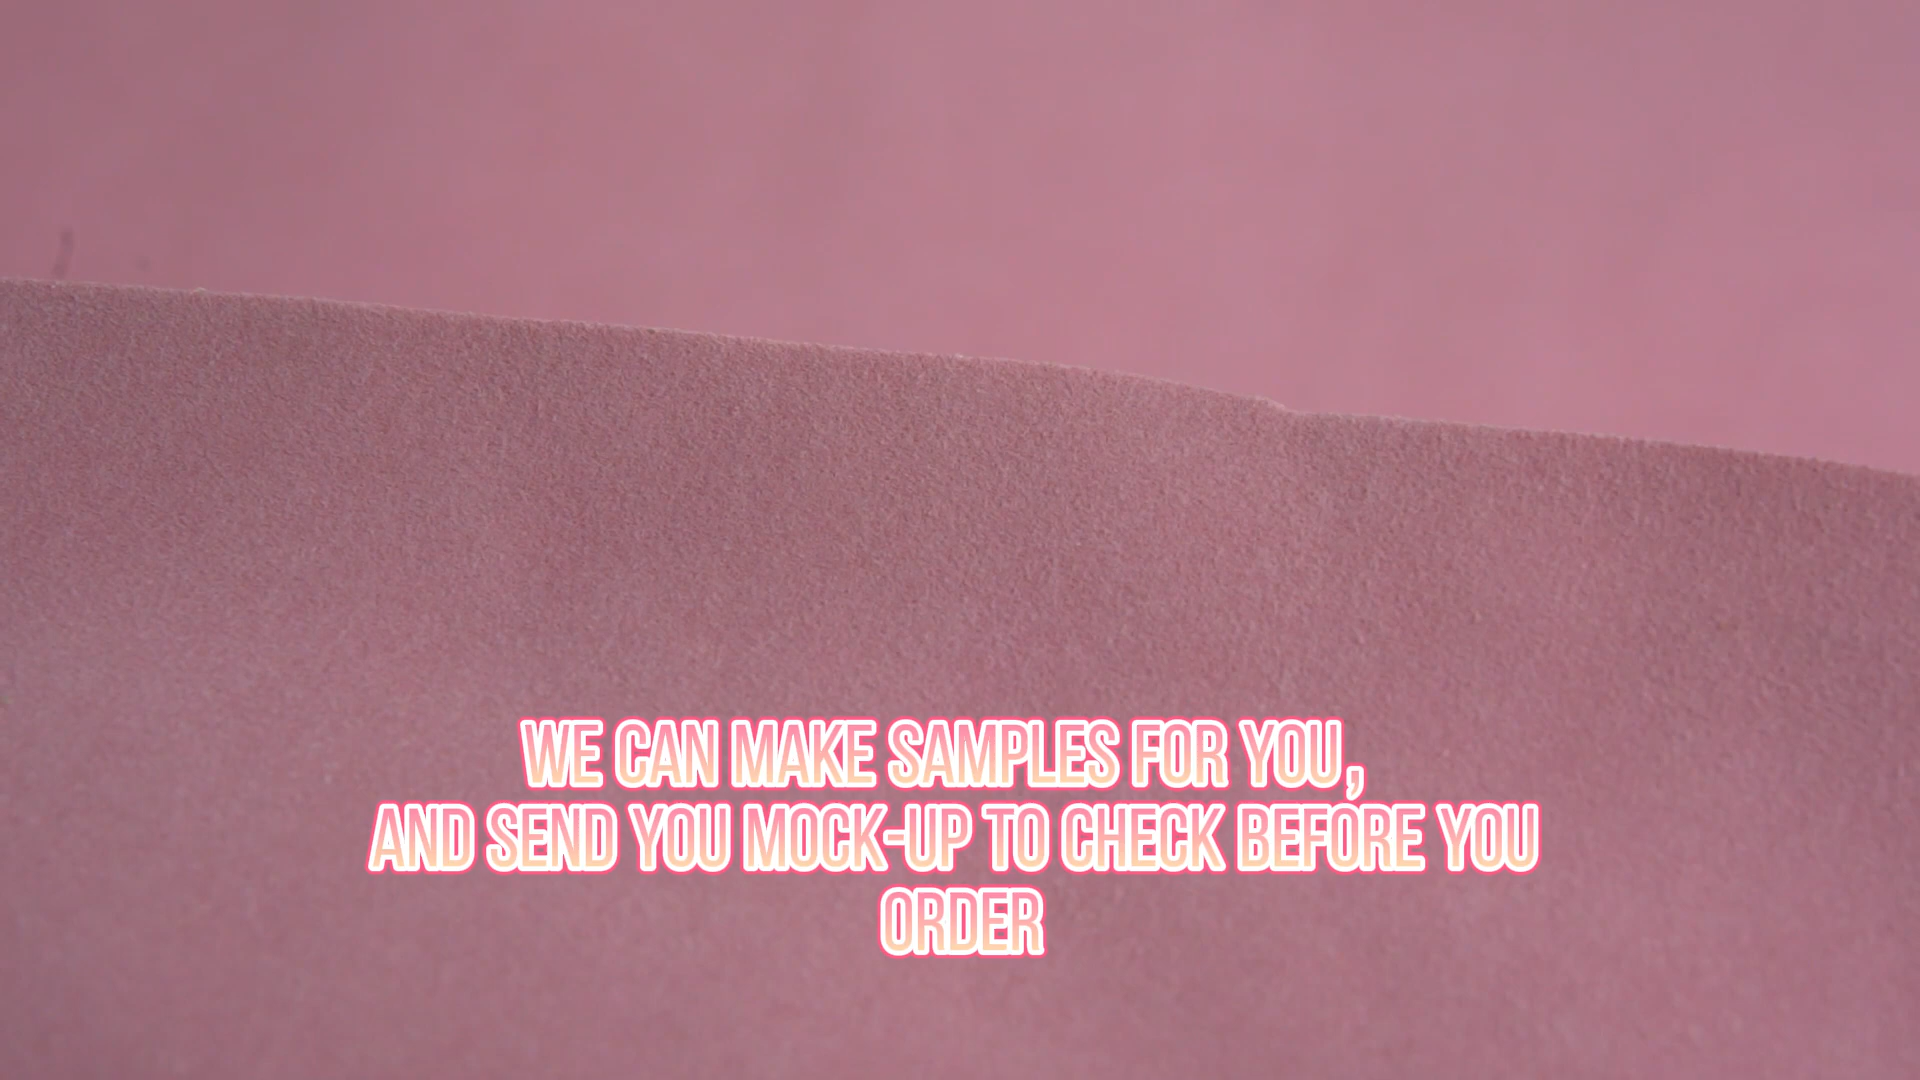 WE CAN MAKE SAMPLES FOR YOU,
AND SEND YOU MOCK-UP TO CHECK BEFORE YOU
ORDER